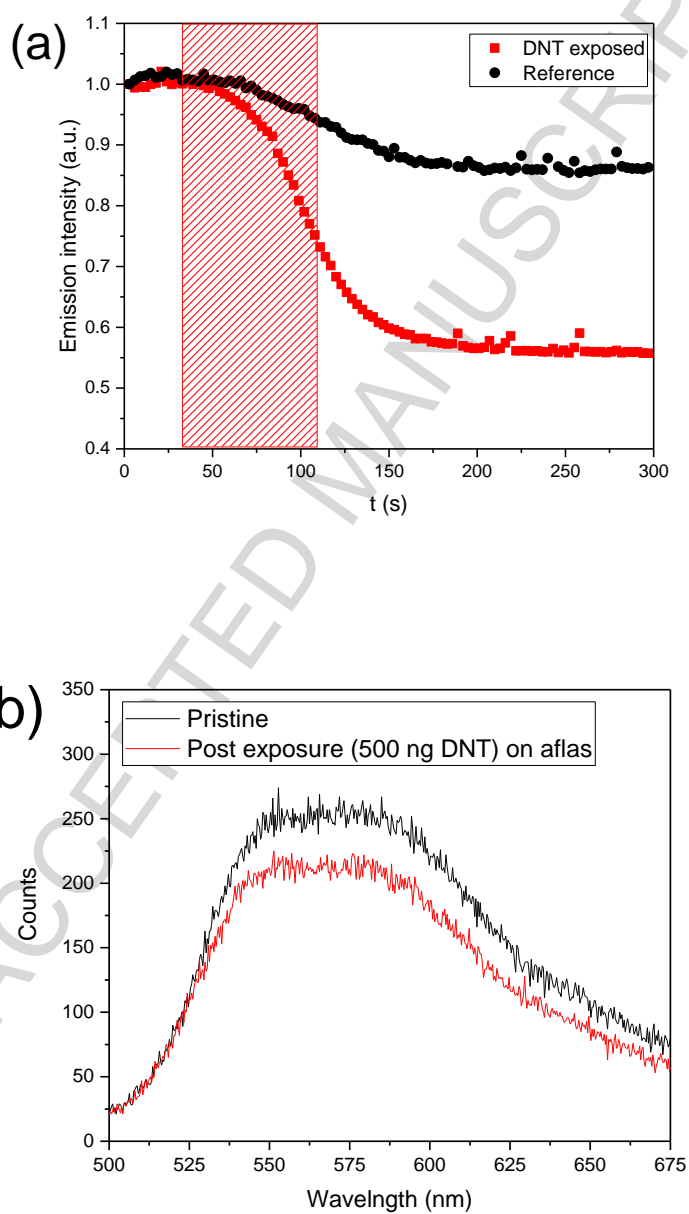 (a)
DNT exposed
Reference
1.1
1.0
0.9
0.8
0.7
0.6
0.5
0.4
Emission intensity (a.u.)
0 50 100 150 200 250 300
t (s)
b)
Pristine
Post exposure (500 ng DNT) on aflas
350
300
250
200
150
100
50
0
Counts
500 525 550 575 600 625 650 675
Wavelngth (nm)
ACCEPTED MANUSCRIP